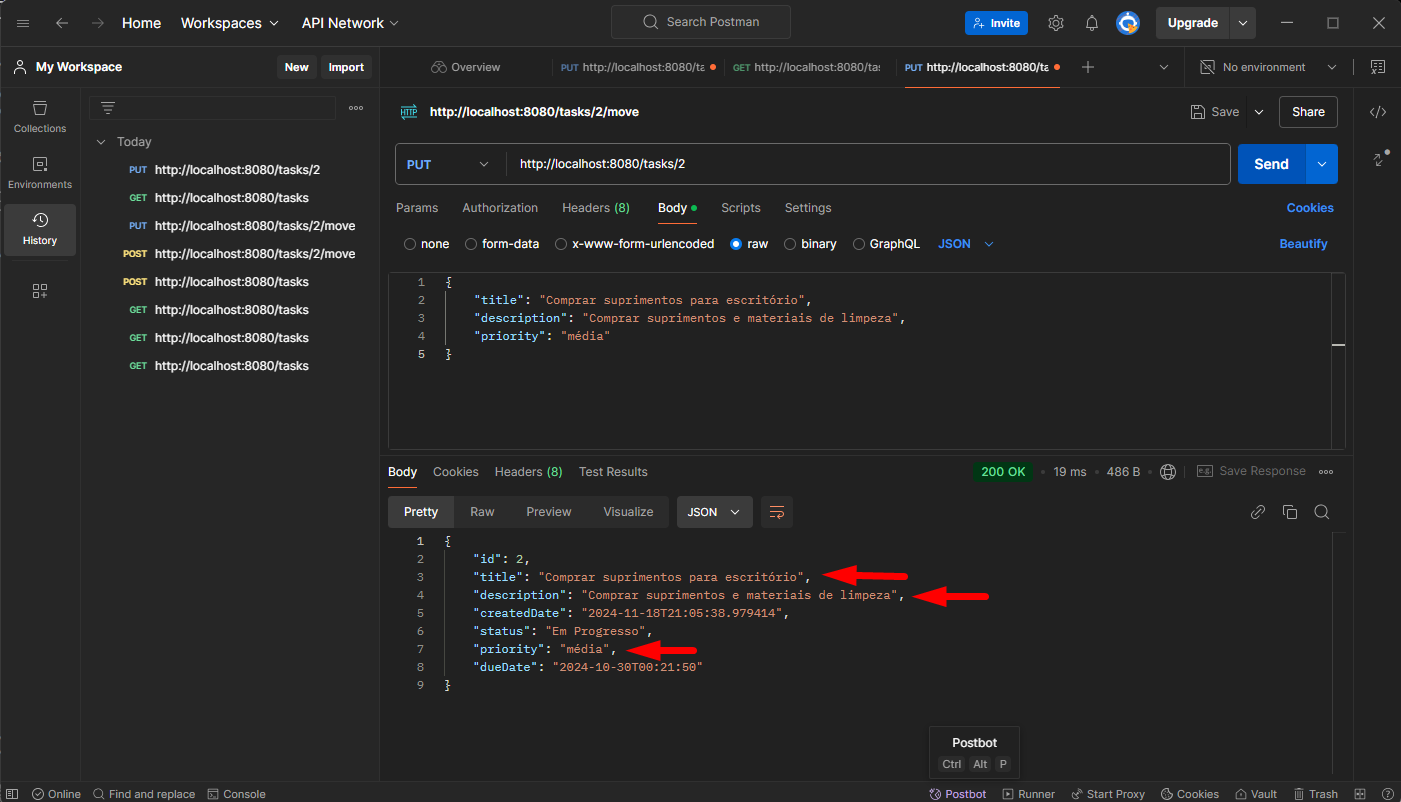 Home Workspaces API Network Search Postman Invite Upgrade
My Workspace New Import Overview PUT http://localhost:8080/ta GET http://localhost:8080/tas PUT http://localhost:8080/ta No environment
Collections
Environments
History
Today
PUT http://localhost:8080/tasks/2
GET http://localhost:8080/tasks
PUT http://localhost:8080/tasks/2/move
POST http://localhost:8080/tasks/2/move
POST http://localhost:8080/tasks
GET http://localhost:8080/tasks
GET http://localhost:8080/tasks
GET http://localhost:8080/tasks
HTTP http://localhost:8080/tasks/2/move Save Share
PUT http://localhost:8080/tasks/2 Send
Params Authorization Headers (8) Body Scripts Settings Cookies
none form-data x-www-form-urlencoded raw binary GraphQL JSON Beautify
1 {
2 "title": "Comprar suprimentos para escritório",
3 "description": "Comprar suprimentos e materiais de limpeza",
4 "priority": "média"
5 }
Body Cookies Headers (8) Test Results 200 OK 19 ms 486 B e.g. Save Response
Pretty Raw Preview Visualize JSON
1 {
2 "id": 2,
3 "title": "Comprar suprimentos para escritório",
4 "description": "Comprar suprimentos e materiais de limpeza",
5 "createdDate": "2024-11-18T21:05:38.979414",
6 "status": "Em Progresso",
7 "priority": "média",
8 "dueDate": "2024-10-30T00:21:50"
9 }
Postbot
Ctrl Alt P
Online Find and replace Console Postbot Runner Start Proxy Cookies Vault Trash